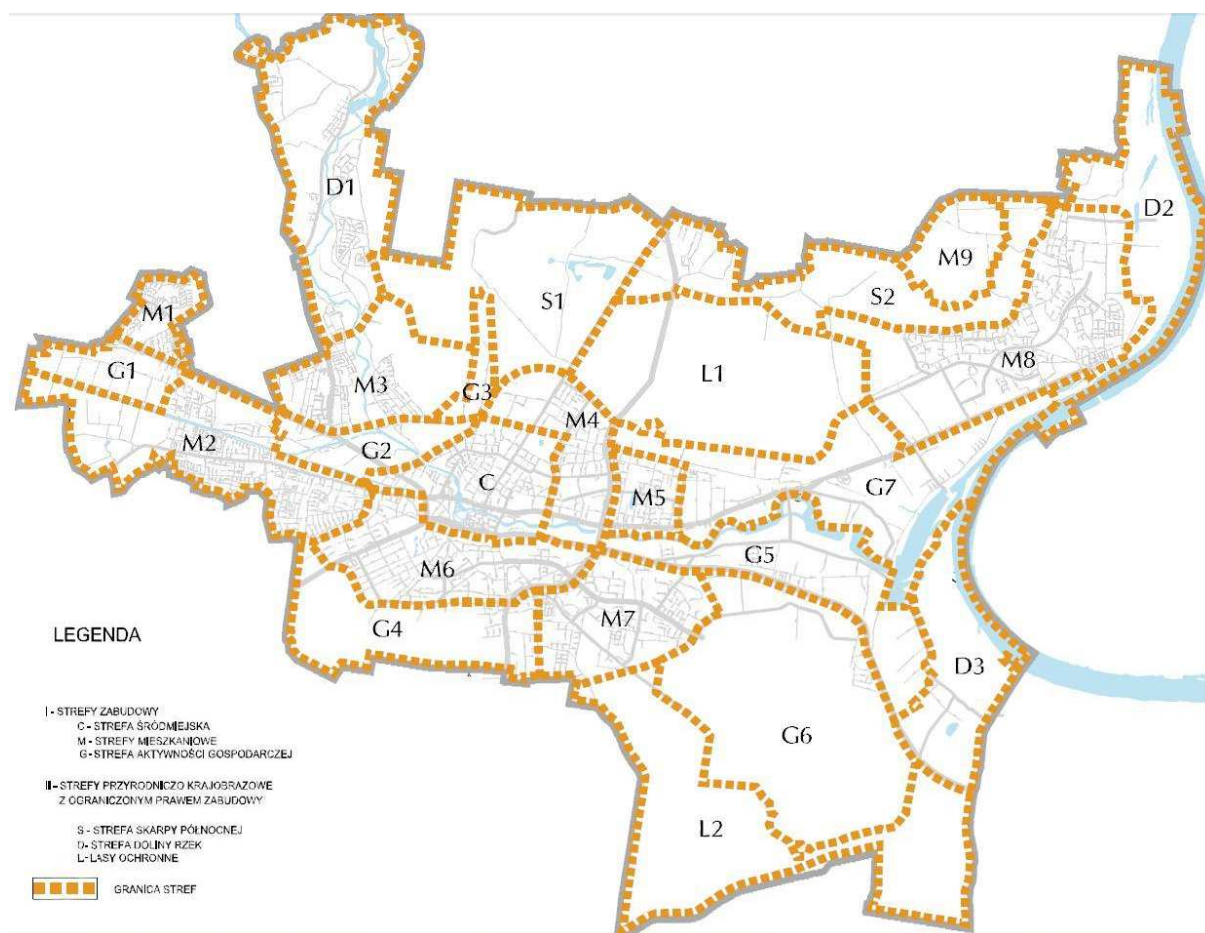 D1
D2
M9
S1
S2
M1
G1
M8
L1
M3
G3
M4
M2
G2
C
M5
G7
G5
M6
M7
G4
D3
G6
L2
LEGENDA
I - STREFY ZABUDOWY
C - STREFA ŚRÓDMIEJSKA
M - STREFY MIESZKANIOWE
G - STREFA AKTYWNOŚCI GOSPODARCZEJ
II - STREFY PRZYRODNICZO KRAJOBRAZOWE
Z OGRANICZONYM PRAWEM ZABUDOWY
S - STREFA SKARPY PÓŁNOCNEJ
D - STREFA DOLINY RZEK
L - LASY OCHRONNE
GRANICA STREF